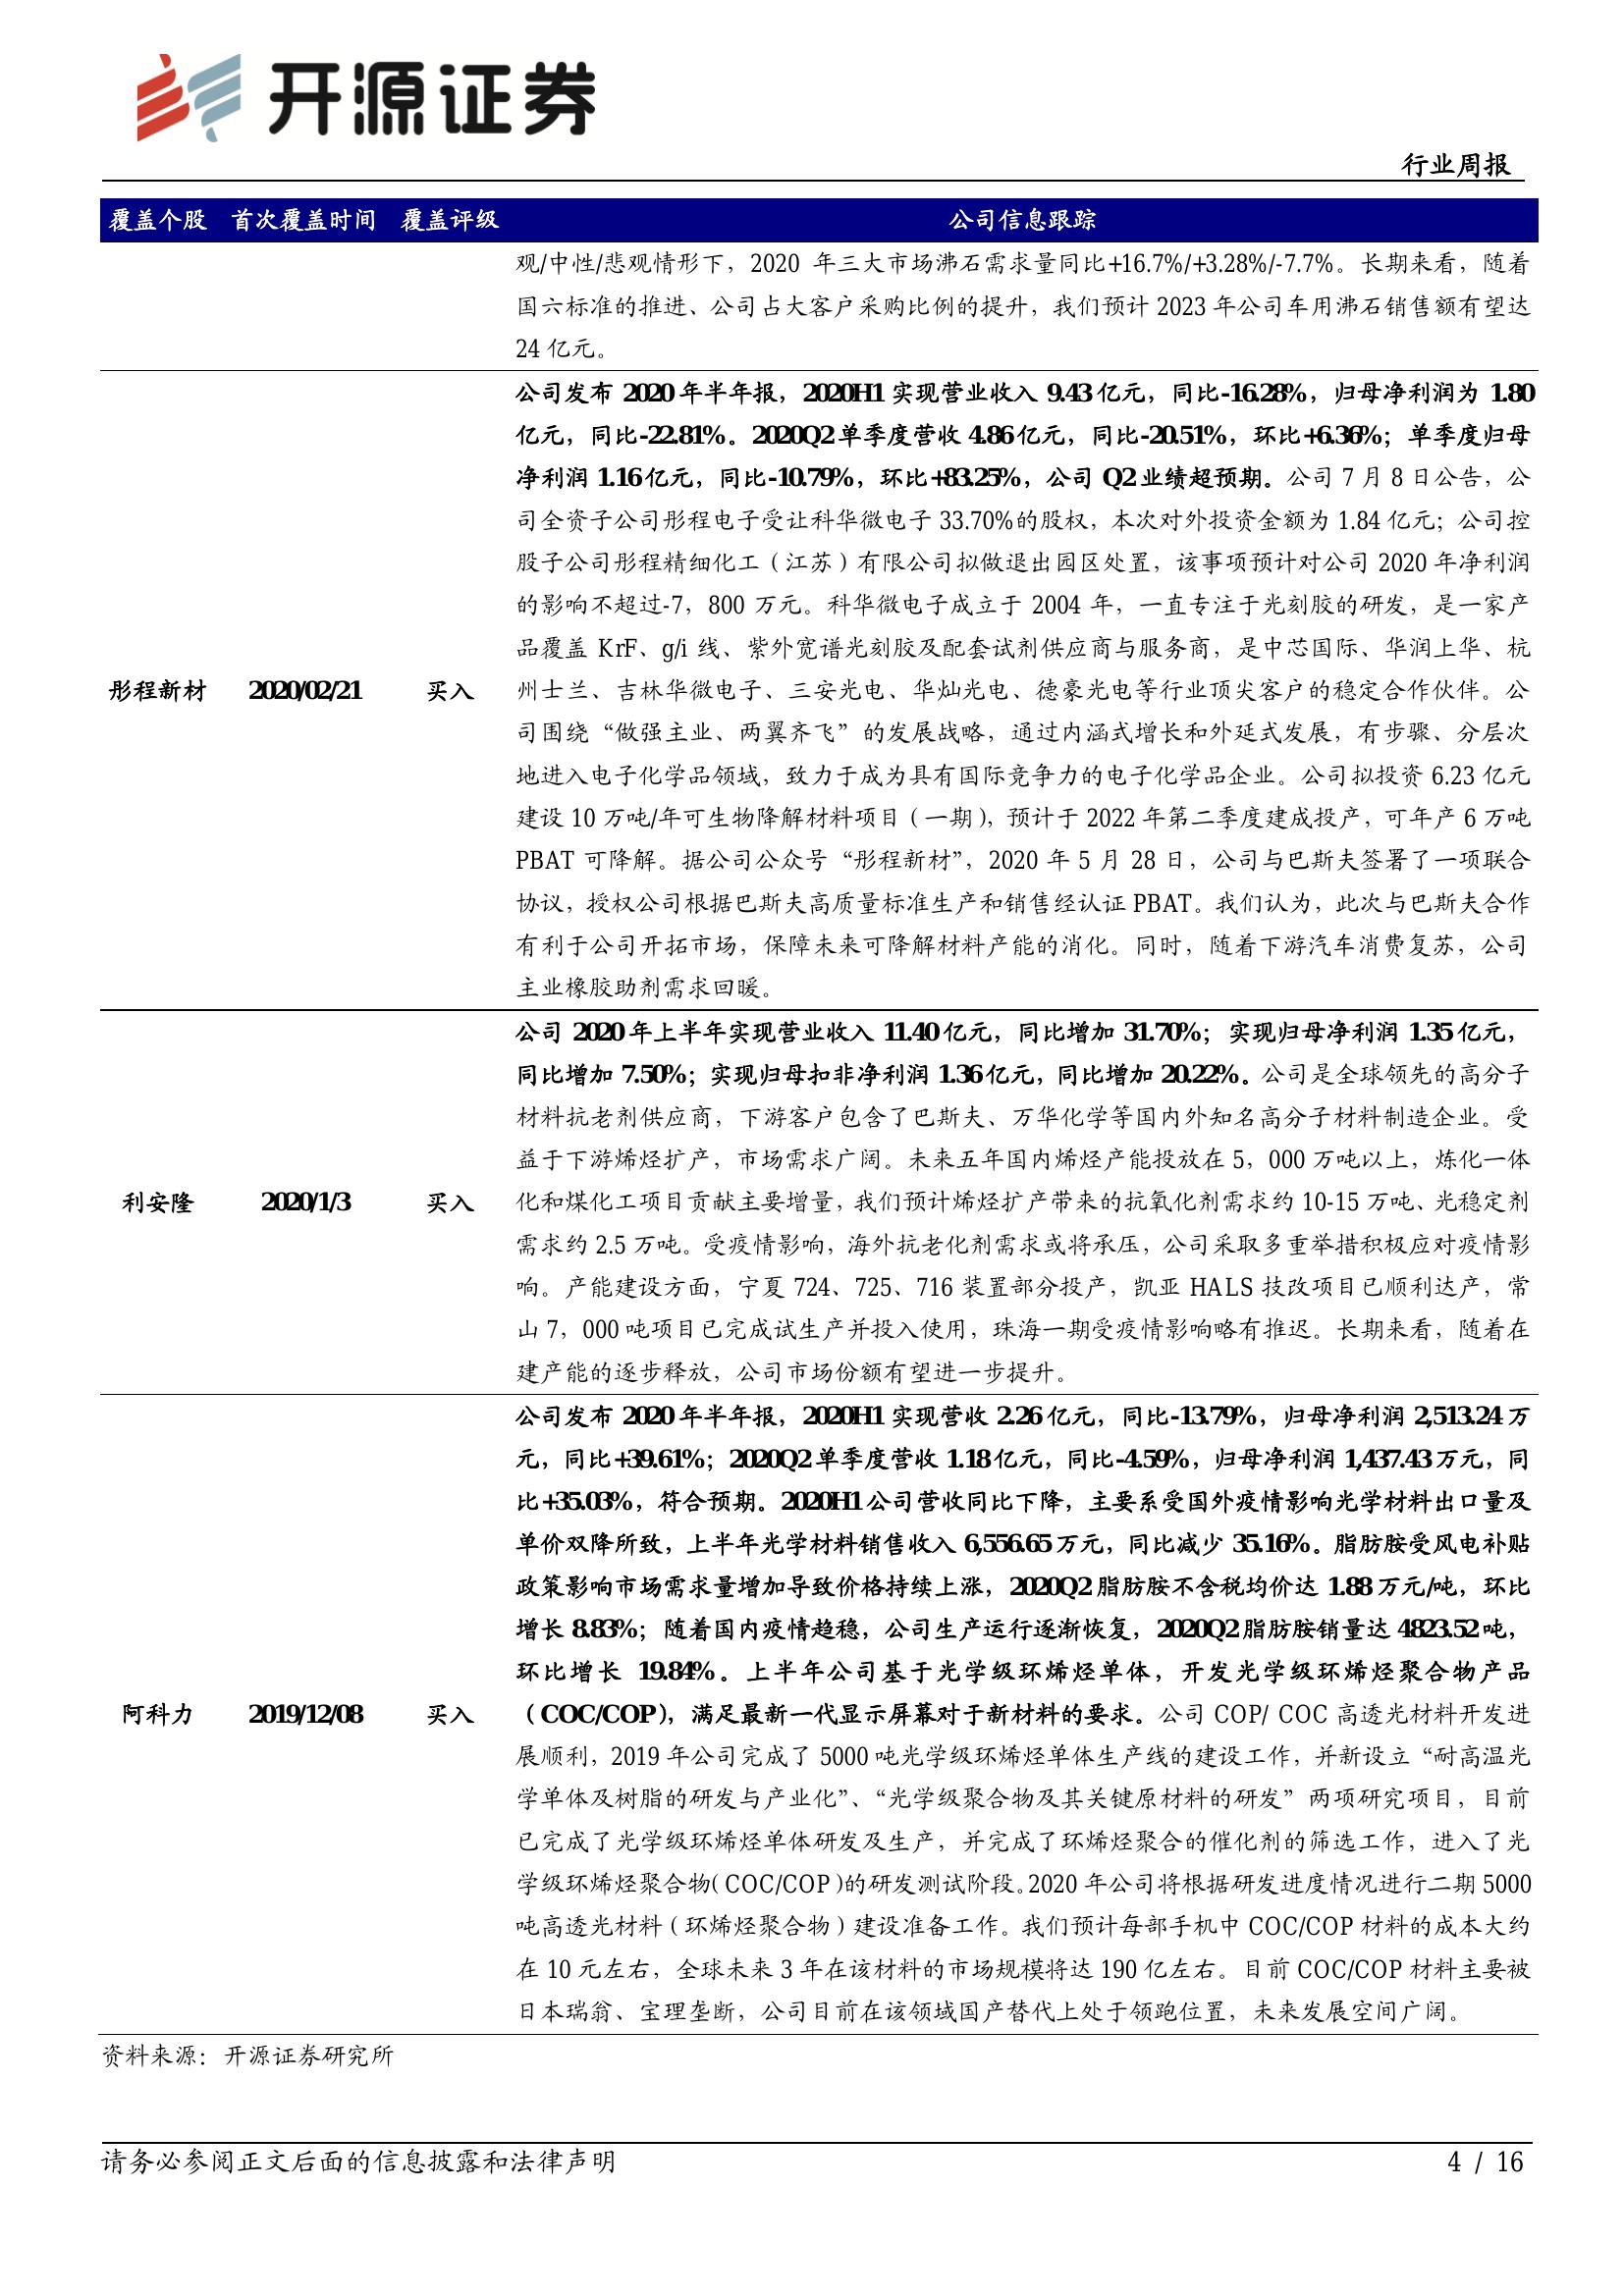 开源证券
行业周报
覆盖个股 首次覆盖时间 覆盖评级 公司信息跟踪
观/中性/悲观情形下，2020 年三大市场沸石需求量同比+16.7%/+3.28%/-7.7%。长期来看，随着
国六标准的推进、公司占大客户采购比例的提升，我们预计 2023 年公司车用沸石销售额有望达
24 亿元。
公司发布 2020 年半年报，2020H1 实现营业收入 9.43 亿元，同比-16.28%，归母净利润为 1.80
亿元，同比-22.81%。2020Q2 单季度营收 4.86 亿元，同比-20.51%，环比+6.36%；单季度归母
净利润 1.16 亿元，同比-10.79%，环比+83.25%，公司 Q2 业绩超预期。公司 7 月 8 日公告，公
司全资子公司彤程电子受让科华微电子 33.70%的股权，本次对外投资金额为 1.84 亿元；公司控
股子公司彤程精细化工（江苏）有限公司拟做退出园区处置，该事项预计对公司 2020 年净利润
的影响不超过-7，800 万元。科华微电子成立于 2004 年，一直专注于光刻胶的研发，是一家产
品覆盖 KrF、g/i 线、紫外宽谱光刻胶及配套试剂供应商与服务商，是中芯国际、华润上华、杭
彤程新材 2020/02/21 买入 州士兰、吉林华微电子、三安光电、华灿光电、德豪光电等行业顶尖客户的稳定合作伙伴。公
司围绕“做强主业、两翼齐飞”的发展战略，通过内涵式增长和外延式发展，有步骤、分层次
地进入电子化学品领域，致力于成为具有国际竞争力的电子化学品企业。公司拟投资 6.23 亿元
建设 10 万吨/年可生物降解材料项目（一期），预计于 2022 年第二季度建成投产，可年产 6 万吨
PBAT 可降解。据公司公众号“彤程新材”，2020 年 5 月 28 日，公司与巴斯夫签署了一项联合
协议，授权公司根据巴斯夫高质量标准生产和销售经认证 PBAT。我们认为，此次与巴斯夫合作
有利于公司开拓市场，保障未来可降解材料产能的消化。同时，随着下游汽车消费复苏，公司
主业橡胶助剂需求回暖。
公司 2020 年上半年实现营业收入 11.40 亿元，同比增加 31.70%；实现归母净利润 1.35 亿元，
同比增加 7.50%；实现归母扣非净利润 1.36 亿元，同比增加 20.22%。公司是全球领先的高分子
材料抗老剂供应商，下游客户包含了巴斯夫、万华化学等国内外知名高分子材料制造企业。受
益于下游烯烃扩产，市场需求广阔。未来五年国内烯烃产能投放在 5，000 万吨以上，炼化一体
利安隆 2020/1/3 买入 化和煤化工项目贡献主要增量，我们预计烯烃扩产带来的抗氧化剂需求约 10-15 万吨、光稳定剂
需求约 2.5 万吨。受疫情影响，海外抗老化剂需求或将承压，公司采取多重举措积极应对疫情影
响。产能建设方面，宁夏 724、725、716 装置部分投产，凯亚 HALS 技改项目已顺利达产，常
山 7，000 吨项目已完成试生产并投入使用，珠海一期受疫情影响略有推迟。长期来看，随着在
建产能的逐步释放，公司市场份额有望进一步提升。
公司发布 2020 年半年报，2020H1 实现营收 2.26 亿元，同比-13.79%，归母净利润 2,513.24 万
元，同比+39.61%；2020Q2 单季度营收 1.18 亿元，同比-4.59%，归母净利润 1,437.43 万元，同
比+35.03%，符合预期。2020H1 公司营收同比下降，主要系受国外疫情影响光学材料出口量及
单价双降所致，上半年光学材料销售收入 6,556.65 万元，同比减少 35.16%。脂肪胺受风电补贴
政策影响市场需求量增加导致价格持续上涨，2020Q2 脂肪胺不含税均价达 1.88 万元/吨，环比
增长 8.83%；随着国内疫情趋稳，公司生产运行逐渐恢复，2020Q2 脂肪胺销量达 4823.52 吨，
环比增长 19.84%。上半年公司基于光学级环烯烃单体，开发光学级环烯烃聚合物产品
阿科力 2019/12/08 买入 （COC/COP），满足最新一代显示屏幕对于新材料的要求。公司 COP/ COC 高透光材料开发进
展顺利，2019 年公司完成了 5000 吨光学级环烯烃单体生产线的建设工作，并新设立“耐高温光
学单体及树脂的研发与产业化”、“光学级聚合物及其关键原材料的研发”两项研究项目，目前
已完成了光学级环烯烃单体研发及生产，并完成了环烯烃聚合的催化剂的筛选工作，进入了光
学级环烯烃聚合物(COC/COP)的研发测试阶段。2020 年公司将根据研发进度情况进行二期 5000
吨高透光材料（环烯烃聚合物）建设准备工作。我们预计每部手机中 COC/COP 材料的成本大约
在 10 元左右，全球未来 3 年在该材料的市场规模将达 190 亿左右。目前 COC/COP 材料主要被
日本瑞翁、宝理垄断，公司目前在该领域国产替代上处于领跑位置，未来发展空间广阔。
资料来源：开源证券研究所
请务必参阅正文后面的信息披露和法律声明 4 / 16